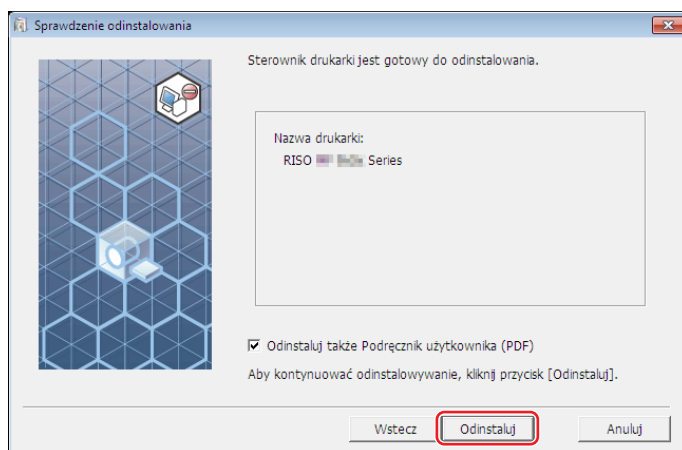 Sprawdzenie odinstalowania
Sterownik drukarki jest gotowy do odinstalowania.
Nazwa drukarki:
RISO Series
Odinstaluj także Podręcznik użytkownika (PDF)
Aby kontynuować odinstalowywanie, kliknij przycisk [Odinstaluj].
Wstecz
Odinstaluj
Anuluj